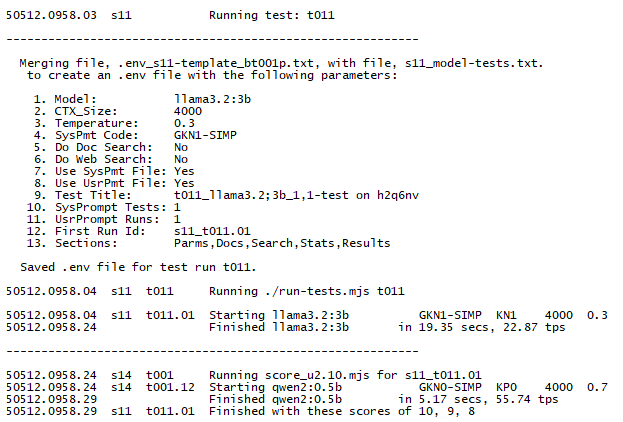 50512.0958.03  s11           Running test: t011
------------------------------------------------------------
Merging file, .env_s11-template_bt001p.txt, with file, s11_model-tests.txt.
to create an .env file with the following parameters:
1. Model:           llama3.2:3b
2. CTX_Size:        4000
3. Temperature:     0.3
4. SysPmt Code:     GKN1-SIMP
5. Do Doc Search:   No
6. Do Web Search:   No
7. Use SysPmt File: Yes
8. Use UsrPmt File: Yes
9. Test Title:      t011_llama3.2;3b_1,1-test on h2q6nv
10. SysPrompt Tests: 1
11. UsrPrompt Runs:  1
12. First Run Id:    s11_t011.01
13. Sections:        Parms,Docs,Search,Stats,Results
Saved .env file for test run t011.
50512.0958.04  s11  t011     Running ./run-tests.mjs t011
50512.0958.04  s11  t011.01  Starting llama3.2:3b          GKN1-SIMP  KN1    4000  0.3
50512.0958.24                Finished llama3.2:3b       in 19.35 secs, 22.87 tps
------------------------------------------------------------
50512.0958.24  s14  t001     Running score_u2.10.mjs for s11_t011.01
50512.0958.24  s14  t001.12  Starting qwen2:0.5b           GKN0-SIMP  KP0    4000  0.7
50512.0958.29                Finished qwen2:0.5b        in 5.17 secs, 55.74 tps
50512.0958.29  s11  t011.01  Finished with these scores of 10, 9, 8